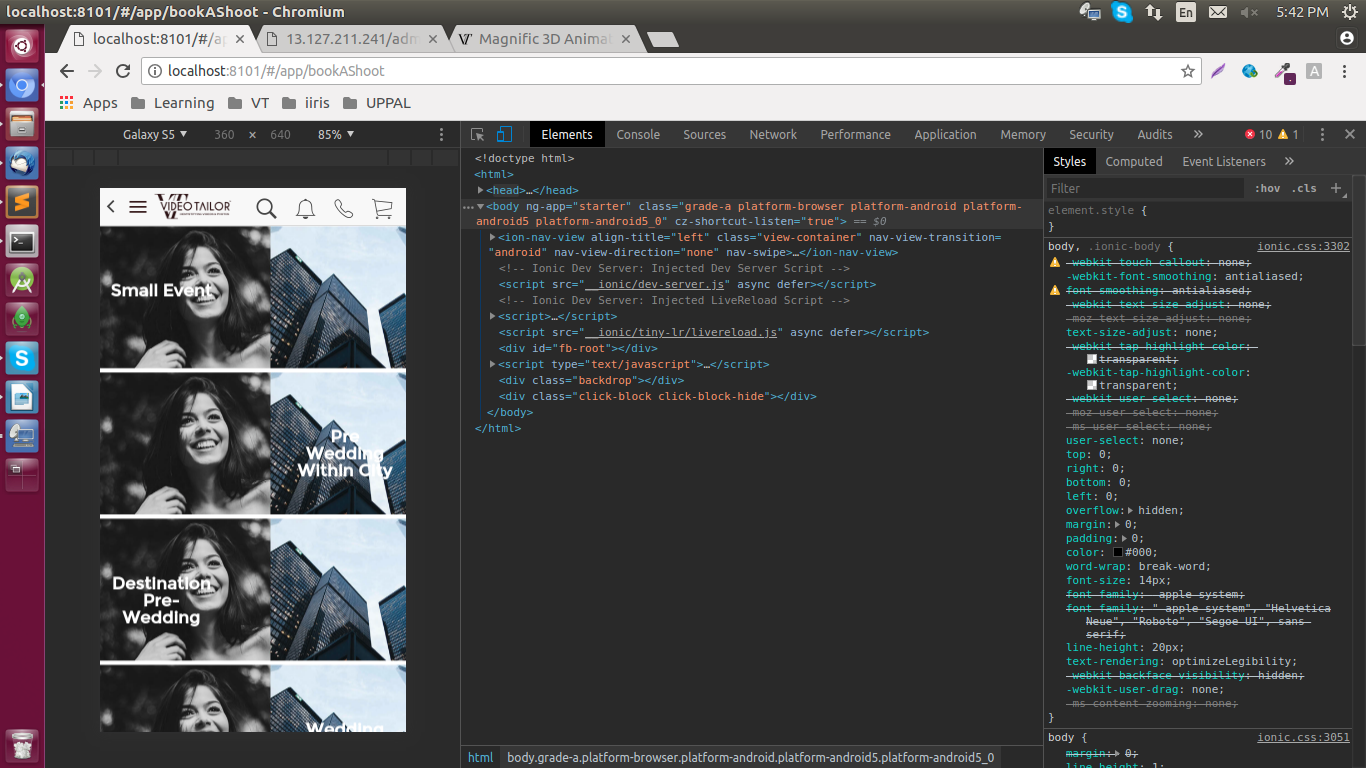 localhost:8101/#/app/bookAShoot - Chromium
En
5:42 PM
localhost:8101/#/ap
13.127.211.241/adm
Magnific 3D Animat
localhost:8101/#/app/bookAShoot
A
Apps
Learning
VT
iiris
UPPAL
Galaxy S5 ▼
360 × 640
85% ▼
Elements
Console
Sources
Network
Performance
Application
Memory
Security
Audits
»
10
1
VIDEO TAILOR
Small Event
Pre
Wedding
Within City
Destination
Pre-
Wedding
Wedding
<!doctype html>
<html>
<head>…</head>
<body ng-app="starter" class="grade-a platform-browser platform-android platform-
android5 platform-android5_0" cz-shortcut-listen="true"> == $0
<ion-nav-view align-title="left" class="view-container" nav-view-transition=
"android" nav-view-direction="none" nav-swipe>…</ion-nav-view>
<!-- Ionic Dev Server: Injected Dev Server Script -->
<script src="__ionic/dev-server.js" async defer></script>
<!-- Ionic Dev Server: Injected LiveReload Script -->
<script>…</script>
<script src="__ionic/tiny-lr/livereload.js" async defer></script>
<div id="fb-root"></div>
<script type="text/javascript">…</script>
<div class="backdrop"></div>
<div class="click-block click-block-hide"></div>
</body>
</html>
html
body.grade-a.platform-browser.platform-android.platform-android5.platform-android5_0
Styles
Computed
Event Listeners
»
Filter
:hov
.cls
+
element.style {
}
body, .ionic-body {
ionic.css:3302
-webkit-touch-callout: none;
-webkit-font-smoothing: antialiased;
font-smoothing: antialiased;
-webkit-text-size-adjust: none;
-moz-text-size-adjust: none;
text-size-adjust: none;
-webkit-tap-highlight-color:
transparent;
-webkit-tap-highlight-color:
transparent;
-webkit-user-select: none;
-moz-user-select: none;
-ms-user-select: none;
user-select: none;
top: 0;
right: 0;
bottom: 0;
left: 0;
overflow: hidden;
margin: 0;
padding: 0;
color: #000;
word-wrap: break-word;
font-size: 14px;
font-family: -apple-system;
font-family: "-apple-system", "Helvetica
Neue", "Roboto", "Segoe UI", sans-
serif;
line-height: 20px;
text-rendering: optimizeLegibility;
-webkit-backface-visibility: hidden;
-webkit-user-drag: none;
-ms-content-zooming: none;
}
body {
ionic.css:3051
margin: 0;
line-height: 1;